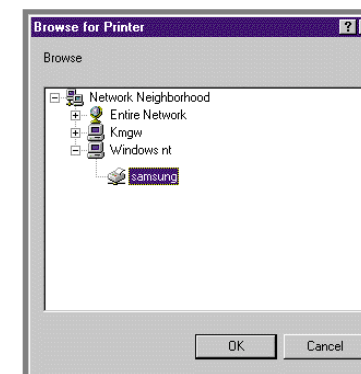 Browse for Printer
Browse
Network Neighborhood
Entire Network
Kmgw
Windows nt
samsung
OK Cancel